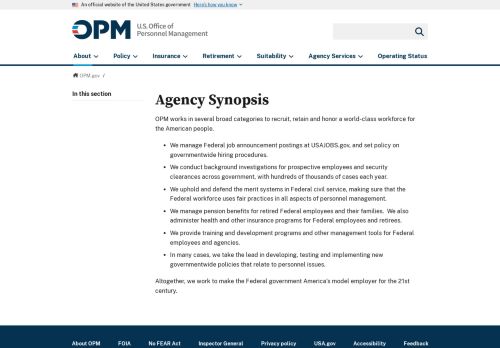 An official website of the United States government Here's how you know
OPM U.S. Office of
Personnel Management
About Policy Insurance Retirement Suitability Agency Services Operating Status
OPM.gov /
In this section
Agency Synopsis
OPM works in several broad categories to recruit, retain and honor a world-class workforce for
the American people.
• We manage Federal job announcement postings at USAJOBS.gov, and set policy on
governmentwide hiring procedures.
• We conduct background investigations for prospective employees and security
clearances across government, with hundreds of thousands of cases each year.
• We uphold and defend the merit systems in Federal civil service, making sure that the
Federal workforce uses fair practices in all aspects of personnel management.
• We manage pension benefits for retired Federal employees and their families. We also
administer health and other insurance programs for Federal employees and retirees.
• We provide training and development programs and other management tools for Federal
employees and agencies.
• In many cases, we take the lead in developing, testing and implementing new
governmentwide policies that relate to personnel issues.
Altogether, we work to make the Federal government America's model employer for the 21st
century.
About OPM FOIA No FEAR Act Inspector General Privacy policy USA.gov Accessibility Feedback